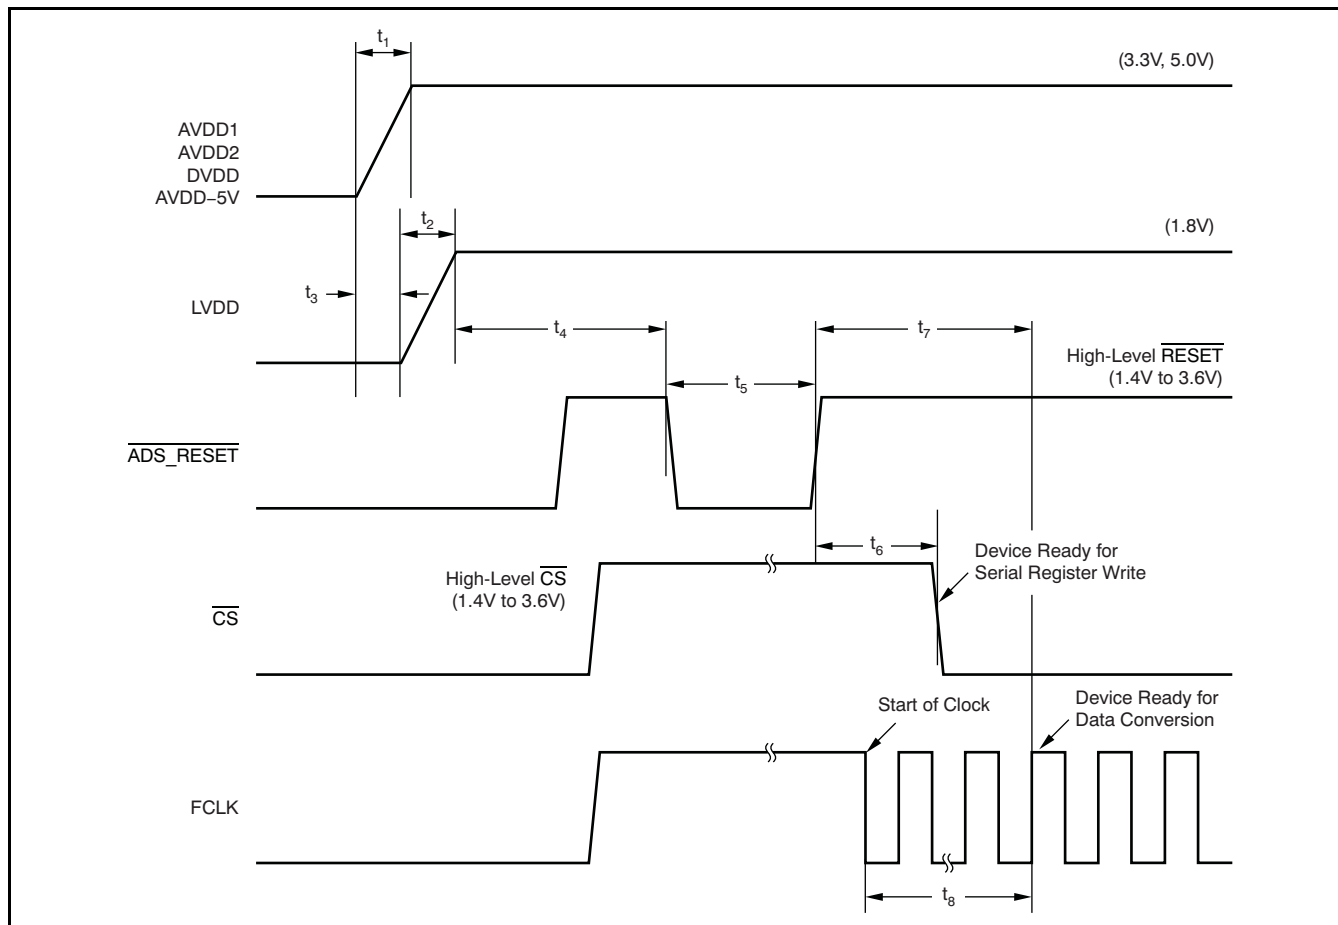 t1
(3.3V, 5.0V)
AVDD1
AVDD2
DVDD
AVDD–5V
t2
(1.8V)
t3
LVDD
t4
t7
High-Level RESET
(1.4V to 3.6V)
t5
ADS_RESET
t6
Device Ready for
Serial Register Write
High-Level CS
(1.4V to 3.6V)
CS
Start of Clock
Device Ready for
Data Conversion
FCLK
t8